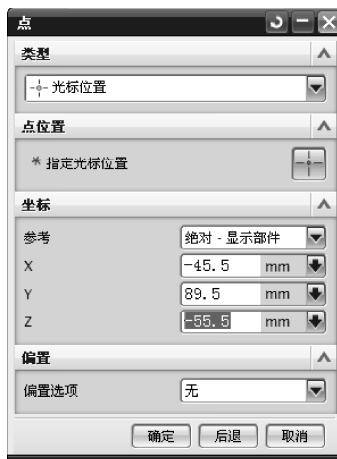 点
类型
光标位置
点位置
* 指定光标位置
坐标
参考 绝对 - 显示部件
X -45.5 mm
Y 89.5 mm
Z -55.5 mm
偏置
偏置选项 无
确定 后退 取消